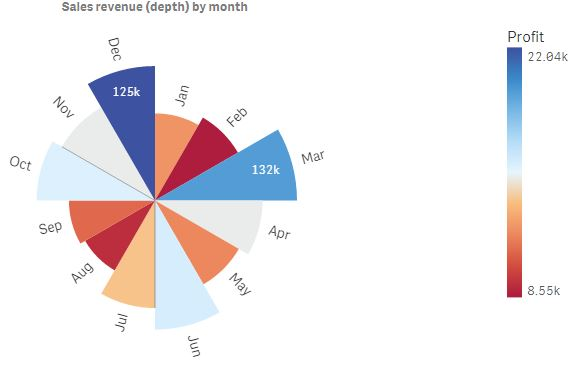 Sales revenue (depth) by month
Dec
125k
Jan
Feb
Mar
132k
Apr
May
Jun
Jul
Aug
Sep
Oct
Nov
Profit
22.04k
8.55k